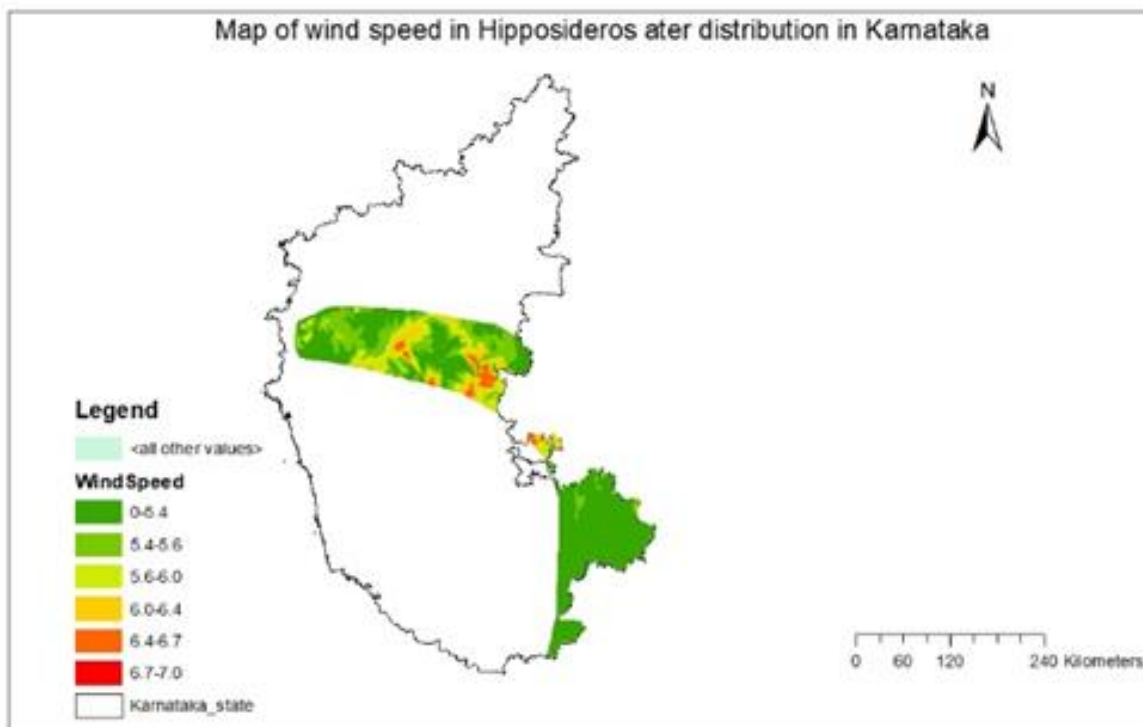 Map of wind speed in Hipposideros ater distribution in Karnataka
N
Legend
<all other values>
WindSpeed
0-5.4
5.4-5.6
5.6-6.0
6.0-6.4
6.4-6.7
6.7-7.0
Karnataka_state
0 60 120 240 Kilometers